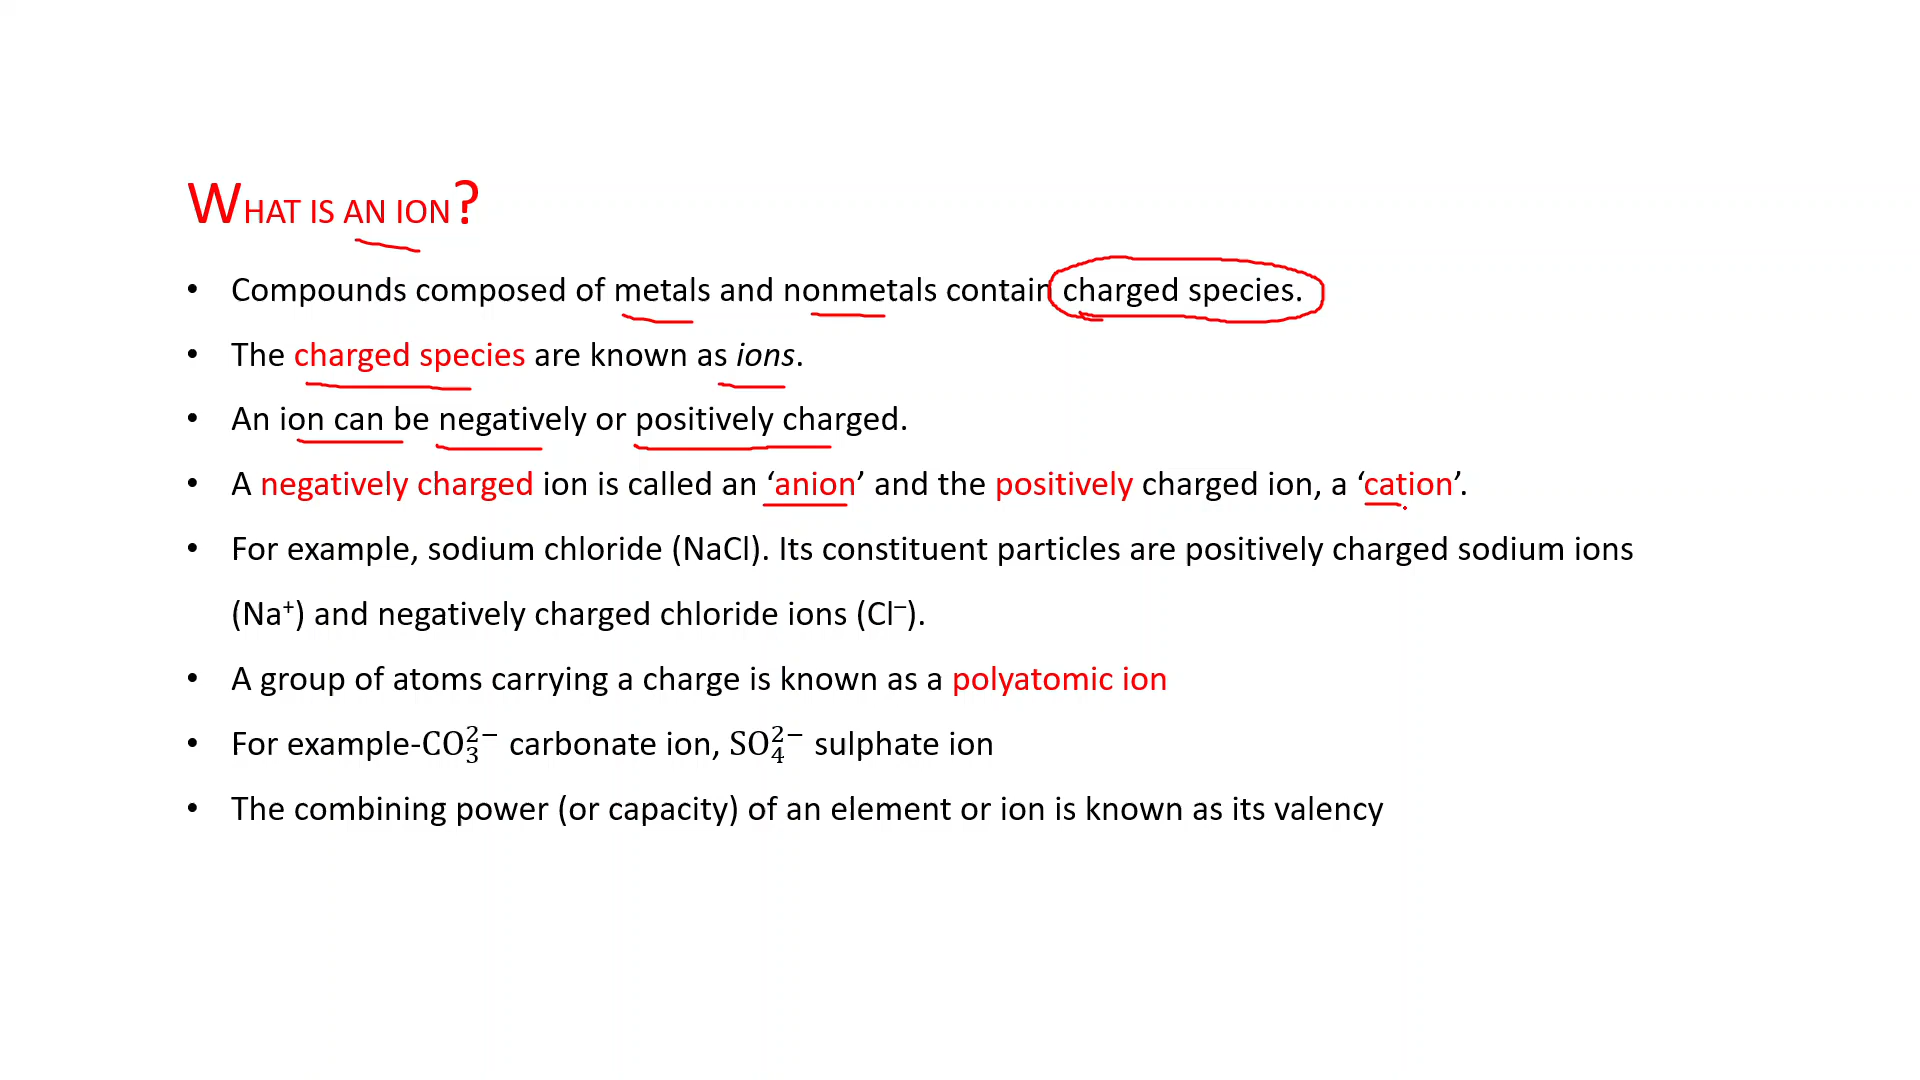 WHAT IS AN ION?
• Compounds composed of metals and nonmetals contain charged species.
• The charged species are known as ions.
• An ion can be negatively or positively charged.
• A negatively charged ion is called an ‘anion’ and the positively charged ion, a ‘cation’.
• For example, sodium chloride (NaCl). Its constituent particles are positively charged sodium ions
(Na⁺) and negatively charged chloride ions (Cl⁻).
• A group of atoms carrying a charge is known as a polyatomic ion
• For example-CO₃²⁻ carbonate ion, SO₄²⁻ sulphate ion
• The combining power (or capacity) of an element or ion is known as its valency